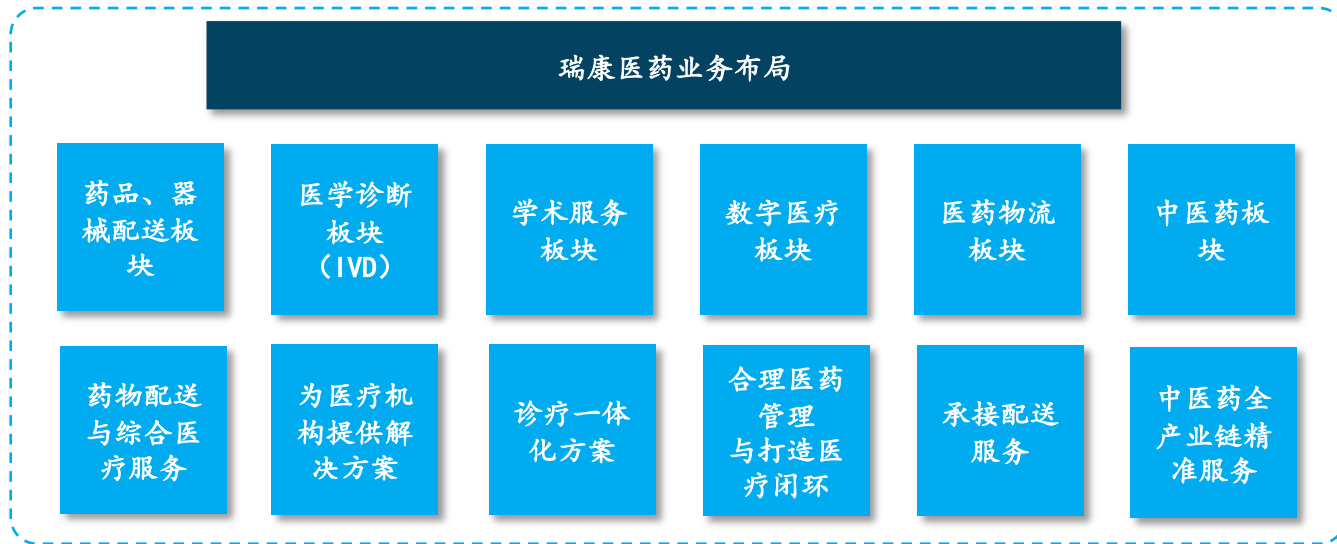 瑞康医药业务布局
药品、器
械配送板
块
医学诊断
板块
（IVD）
学术服务
板块
数字医疗
板块
医药物流
板块
中医药板
块
药物配送
与综合医
疗服务
为医疗机
构提供解
决方案
诊疗一体
化方案
合理医药
管理
与打造医
疗闭环
承接配送
服务
中医药全
产业链精
准服务